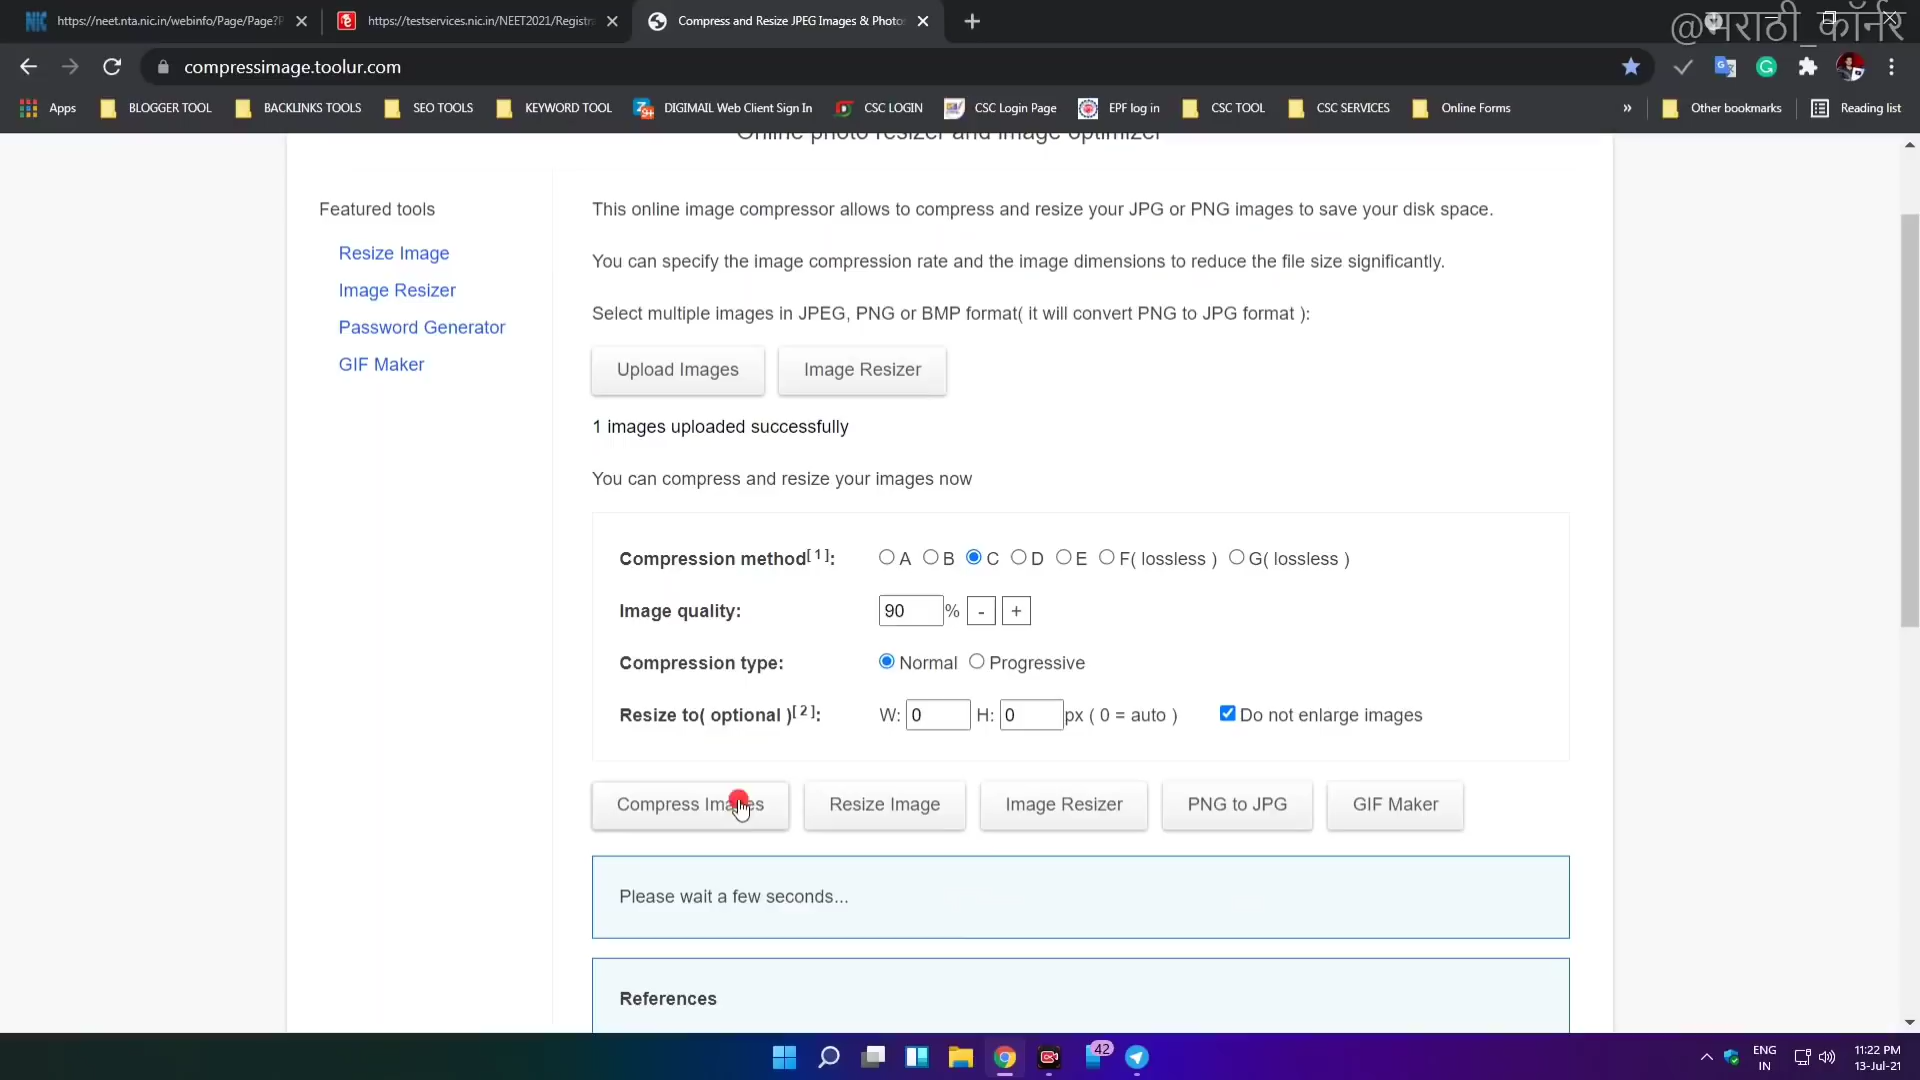 https://neet.nta.nic.in/webinfo/Page/Page?P
https://testservices.nic.in/NEET2021/Registra
Compress and Resize JPEG Images & Photo
@मराठी_कॉर्नर
compressimage.toolur.com
Apps
BLOGGER TOOL
BACKLINKS TOOLS
SEO TOOLS
KEYWORD TOOL
DIGIMAIL Web Client Sign In
CSC LOGIN
CSC Login Page
EPF log in
CSC TOOL
CSC SERVICES
Online Forms
»
Other bookmarks
Reading list
Online photo resizer and image optimizer
Featured tools
Resize Image
Image Resizer
Password Generator
GIF Maker
This online image compressor allows to compress and resize your JPG or PNG images to save your disk space.
You can specify the image compression rate and the image dimensions to reduce the file size significantly.
Select multiple images in JPEG, PNG or BMP format( it will convert PNG to JPG format ):
Upload Images
Image Resizer
1 images uploaded successfully
You can compress and resize your images now
Compression method[ 1 ]: A B C D E F( lossless ) G( lossless )
Image quality: 90 % - +
Compression type: Normal Progressive
Resize to( optional )[ 2 ]: W: 0 H: 0 px ( 0 = auto ) Do not enlarge images
Compress Images
Resize Image
Image Resizer
PNG to JPG
GIF Maker
Please wait a few seconds...
References
42
ENG
IN
11:22 PM
13-Jul-21